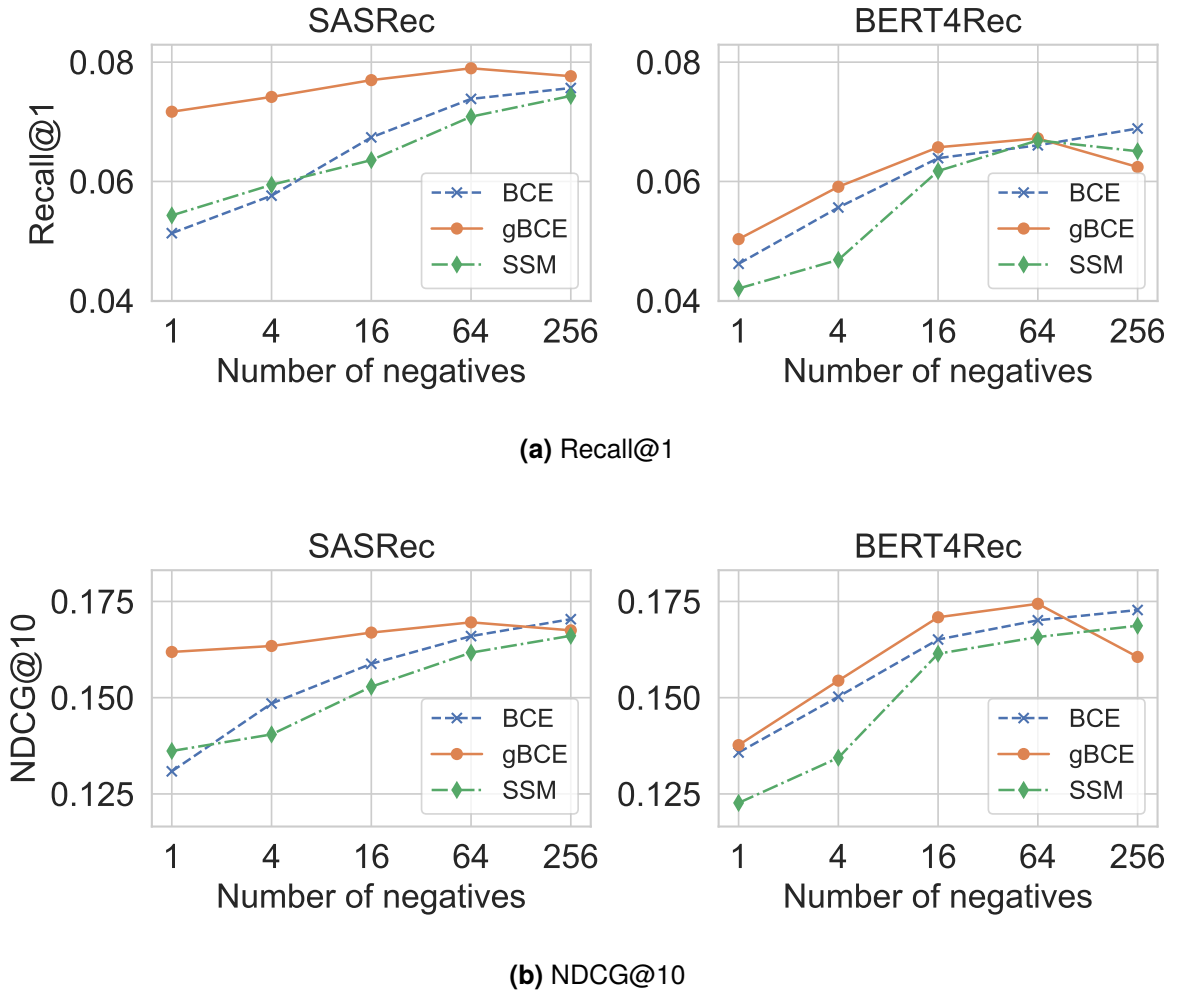 SASRec
BERT4Rec
Recall@1
0.08
0.06
0.04
BCE
gBCE
SSM
1 4 16 64 256
Number of negatives
0.08
0.06
0.04
BCE
gBCE
SSM
1 4 16 64 256
Number of negatives
(a) Recall@1
SASRec
BERT4Rec
NDCG@10
0.175
0.150
0.125
BCE
gBCE
SSM
1 4 16 64 256
Number of negatives
0.175
0.150
0.125
BCE
gBCE
SSM
1 4 16 64 256
Number of negatives
(b) NDCG@10